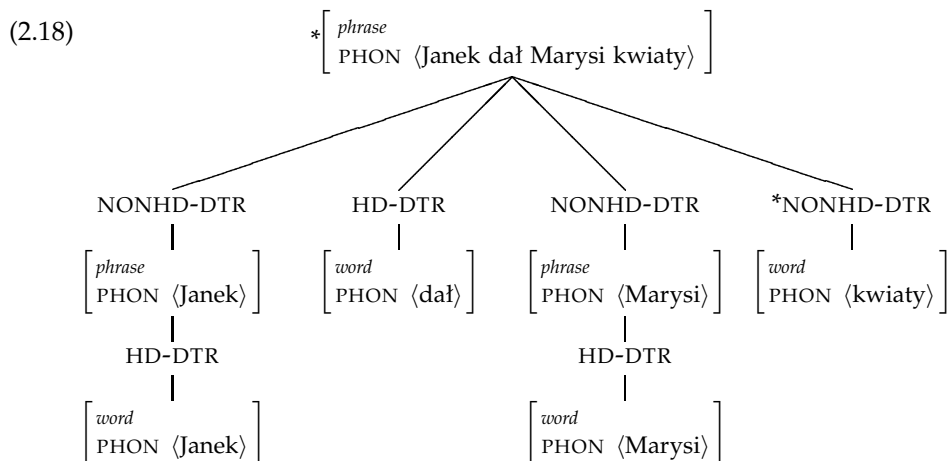 (2.18)
*[phrase
PHON ⟨Janek dał Marysi kwiaty⟩]
NONHD-DTR HD-DTR NONHD-DTR *NONHD-DTR
[phrase [word [phrase [word
PHON ⟨Janek⟩] PHON ⟨dał⟩] PHON ⟨Marysi⟩] PHON ⟨kwiaty⟩]
HD-DTR HD-DTR
[word [word
PHON ⟨Janek⟩] PHON ⟨Marysi⟩]